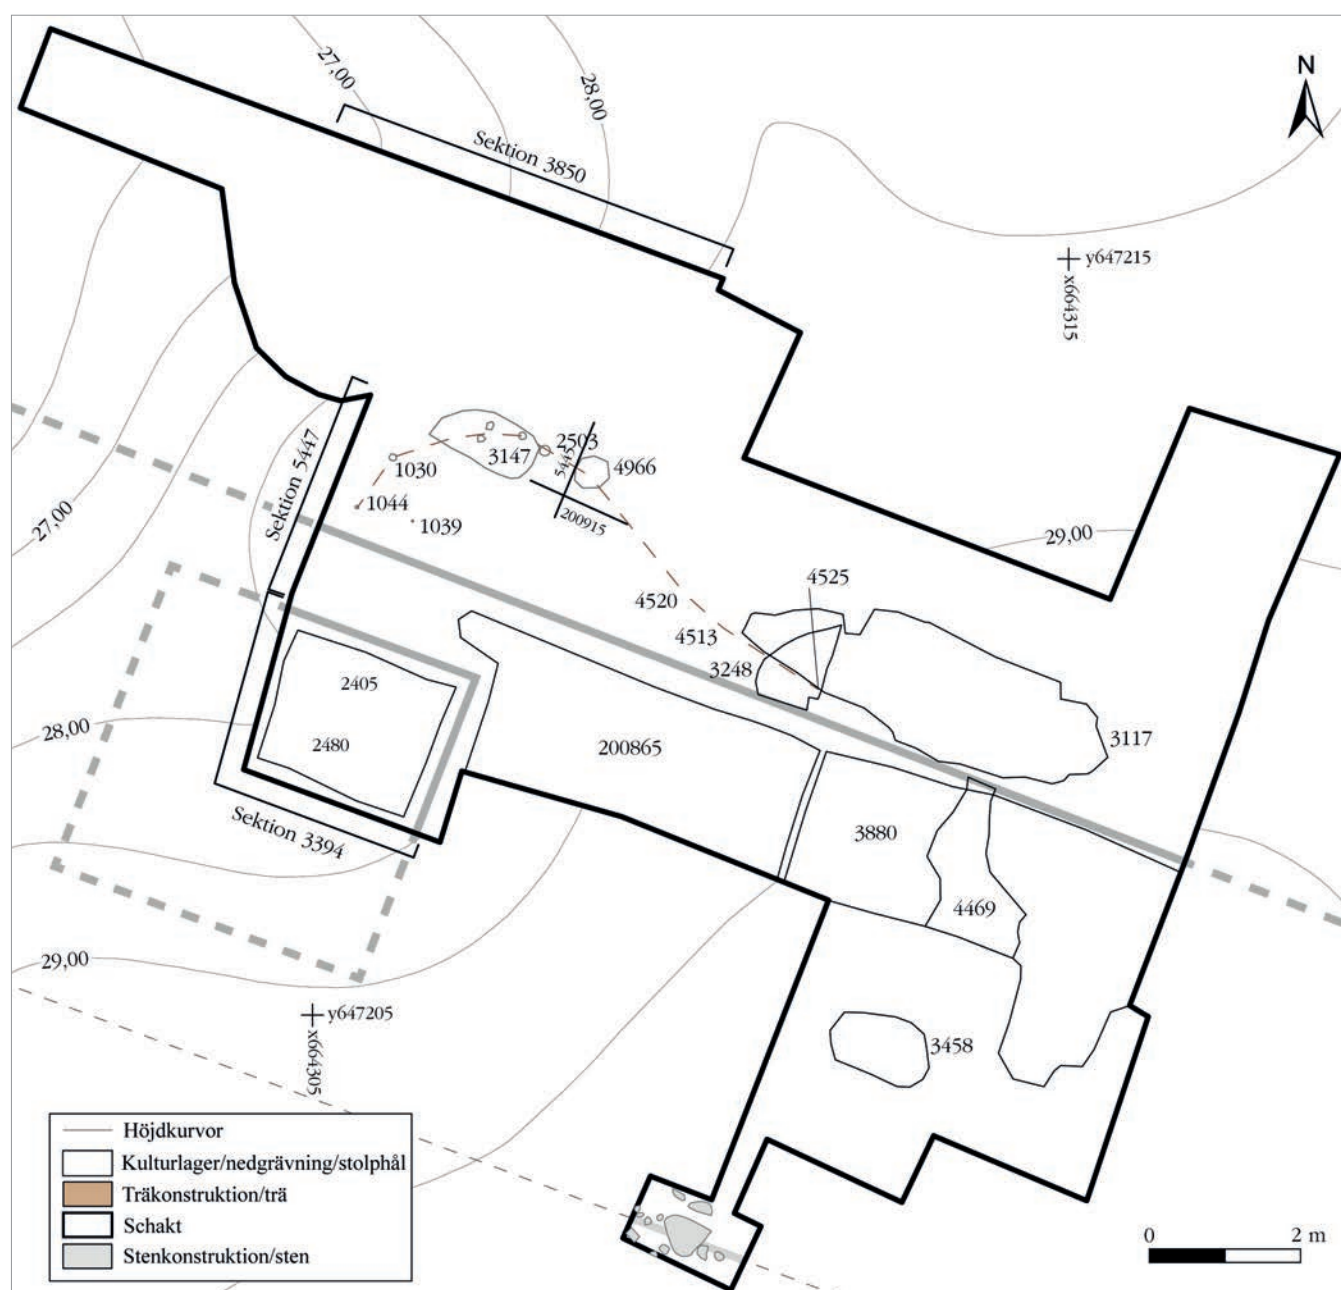 27,00
28,00
N
Sektion 3850
y647215
x664315
2503
5445
3147
4966
1030
1044
200915
1039
Sektion 5447
27,00
29,00
4525
4520
4513
3248
2405
28,00
2480
200865
3117
Sektion 3394
3880
4469
29,00
y647205
x664305
3458
Höjdkurvor
Kulturlager/nedgrävning/stolphål
Träkonstruktion/trä
Schakt
Stenkonstruktion/sten
0 2 m